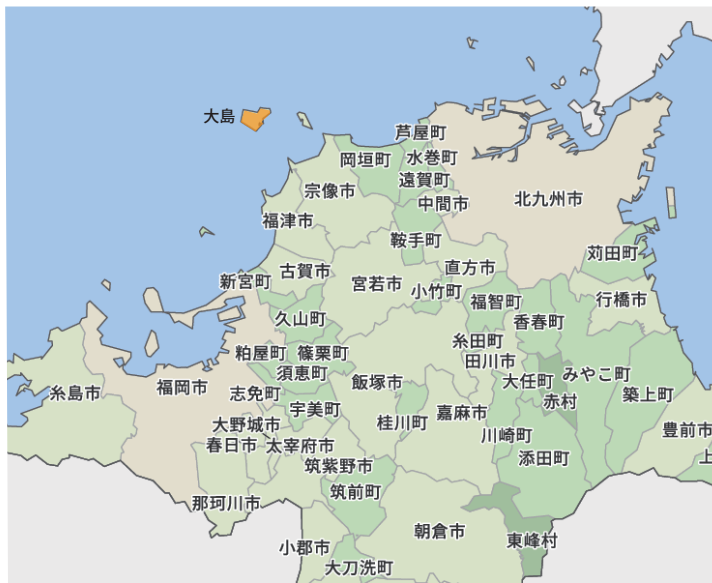 大島
芦屋町
岡垣町
水巻町
遠賀町
宗像市
中間市
北九州市
福津市
鞍手町
苅田町
古賀市
直方市
新宮町
宮若市
小竹町
福智町
行橋市
久山町
香春町
糸田町
粕屋町
篠栗町
田川市
須恵町
飯塚市
大任町
みやこ町
糸島市
福岡市
志免町
赤村
築上町
宇美町
嘉麻市
大野城市
桂川町
川崎町
豊前市
春日市
太宰府市
添田町
上
筑紫野市
筑前町
那珂川市
朝倉市
東峰村
小郡市
大刀洗町